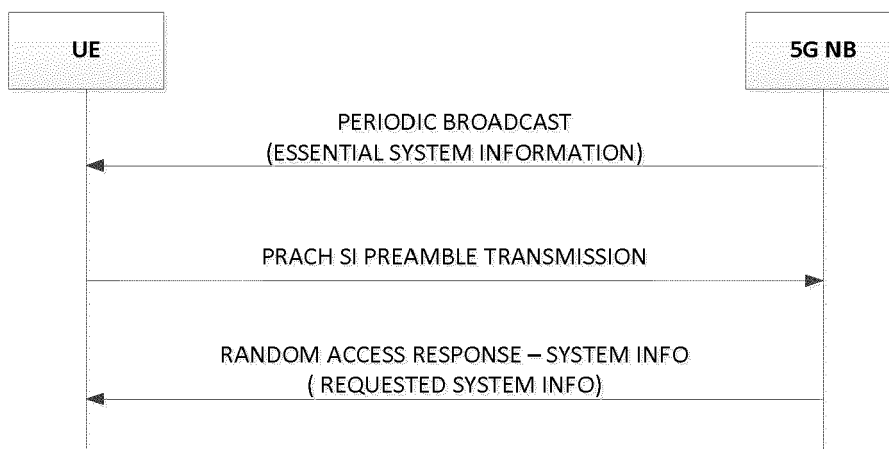 UE
5G NB
PERIODIC BROADCAST
(ESSENTIAL SYSTEM INFORMATION)
PRACH SI PREAMBLE TRANSMISSION
RANDOM ACCESS RESPONSE – SYSTEM INFO
( REQUESTED SYSTEM INFO)